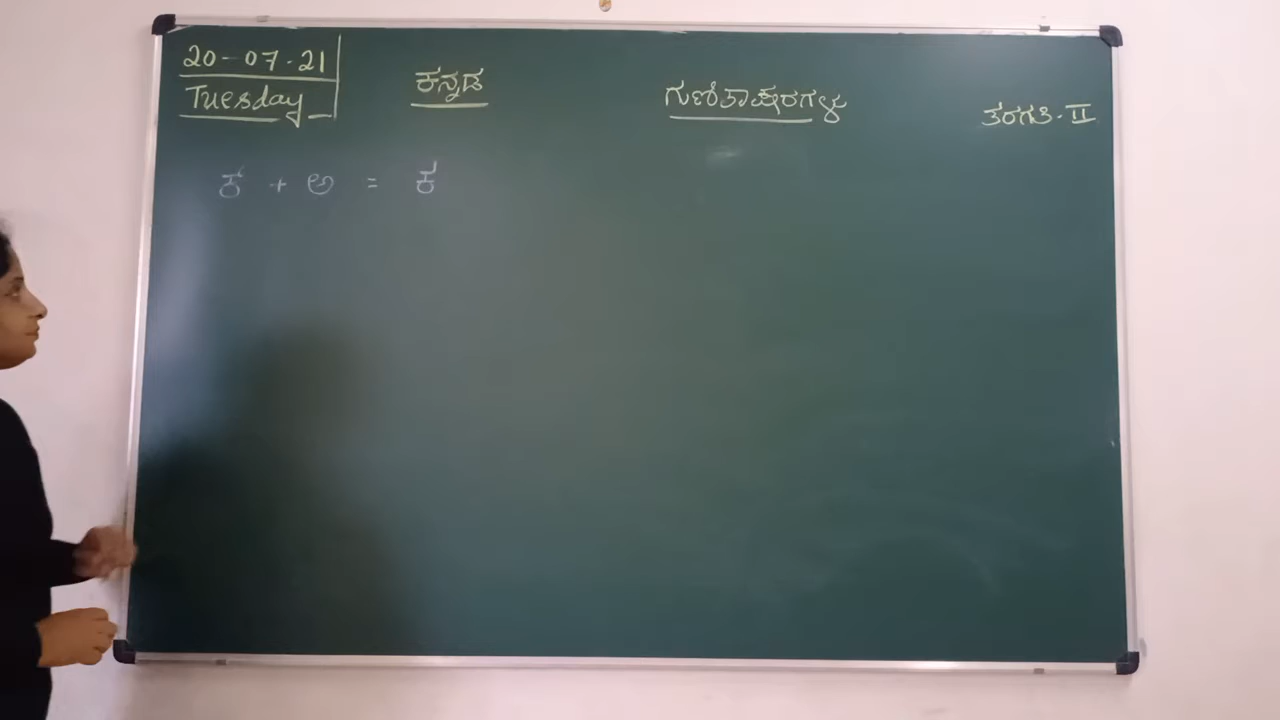 20-07-21
Tuesday
ಕನ್ನಡ
ಗುಣಿತಾಕ್ಷರಗಳು
ತರಗತಿ-II
ಕ್ + ಅ = ಕ